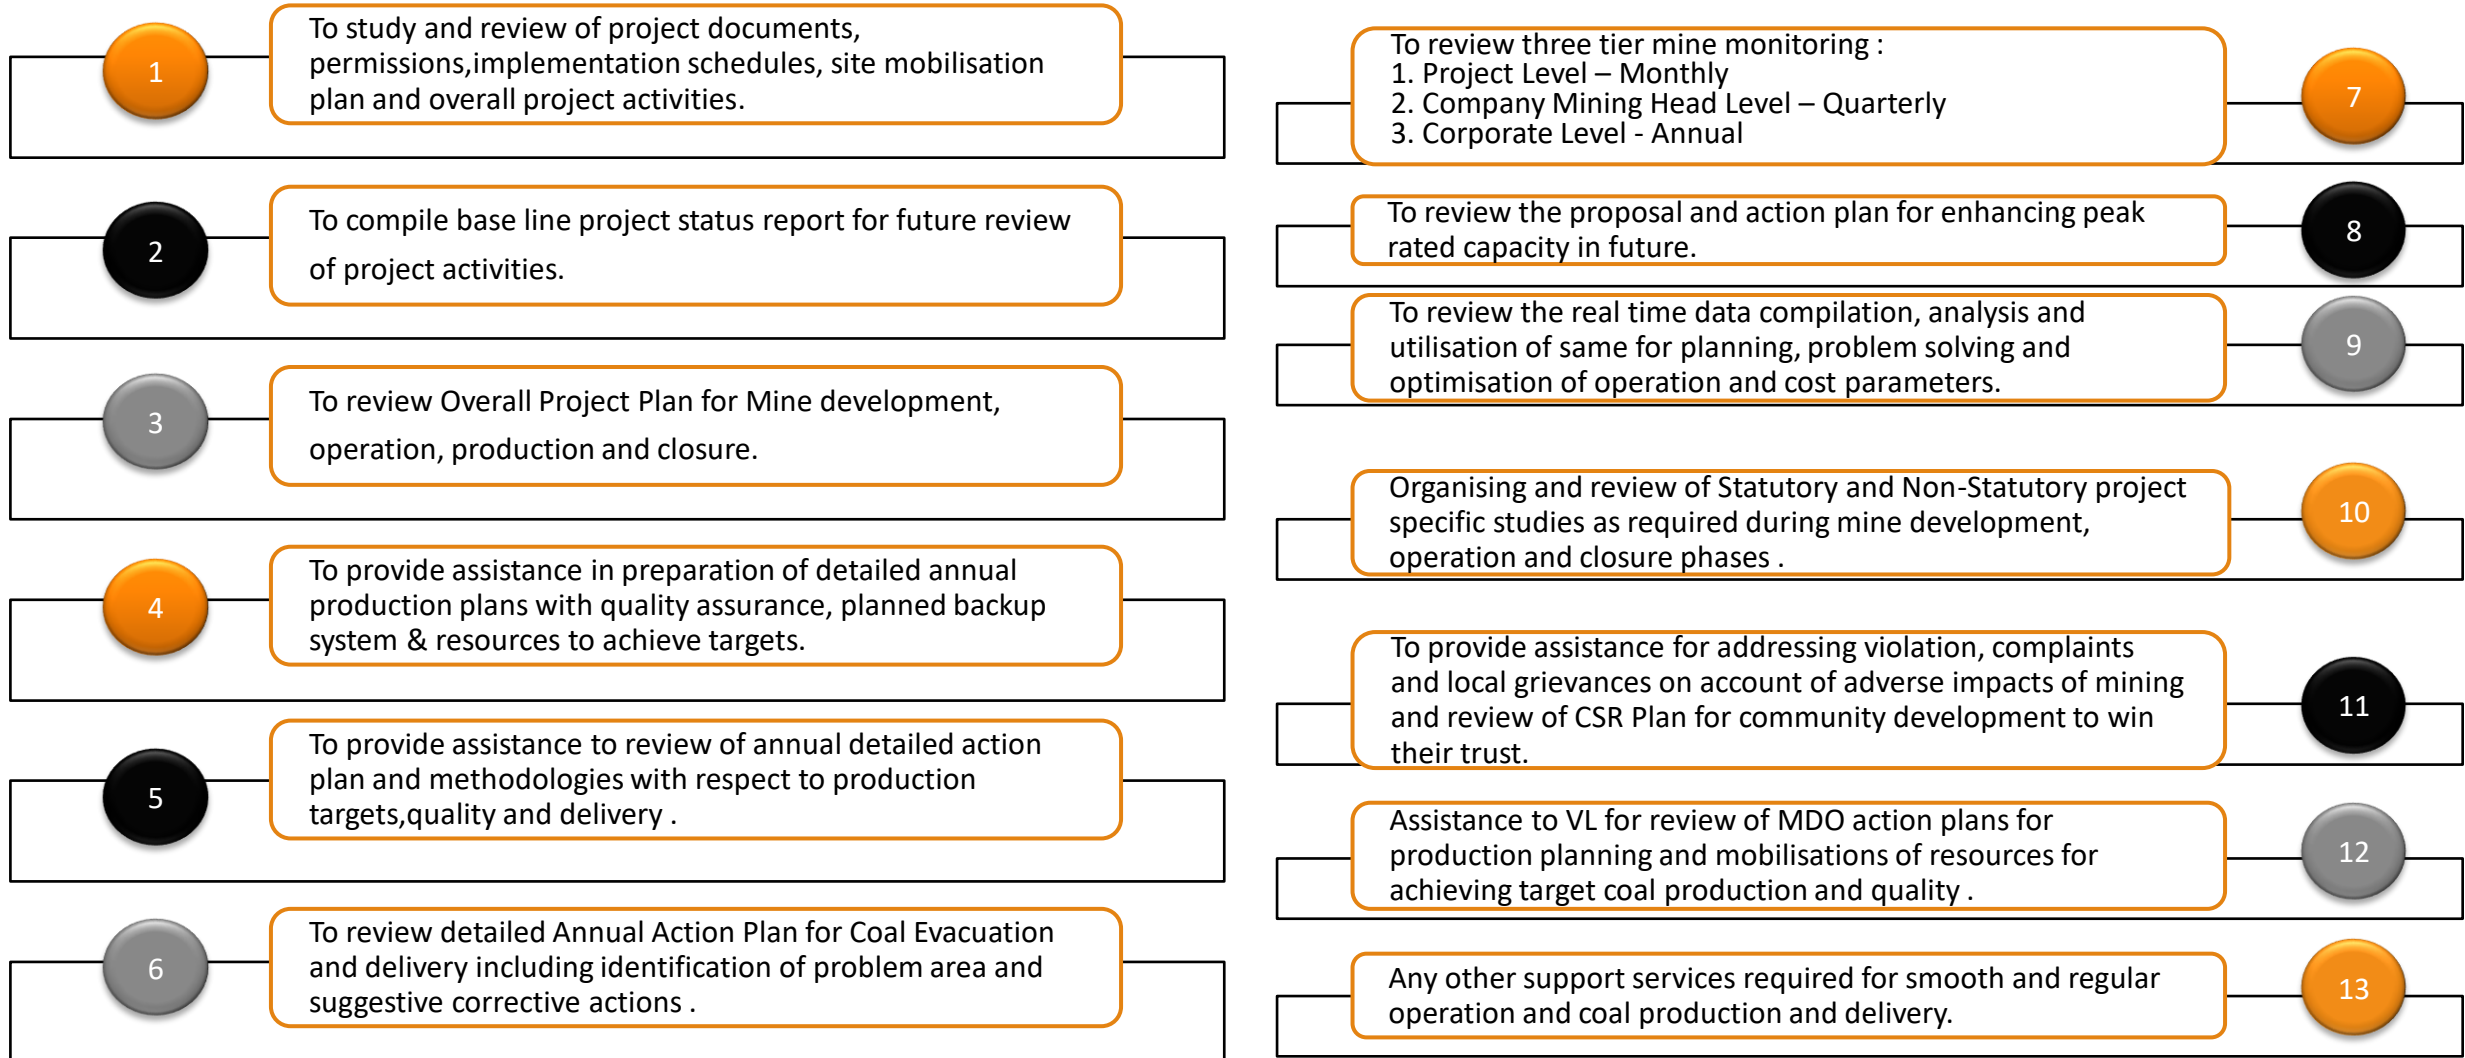 1
To study and review of project documents,
permissions,implementation schedules, site mobilisation
plan and overall project activities.
2
To compile base line project status report for future review
of project activities.
3
To review Overall Project Plan for Mine development,
operation, production and closure.
4
To provide assistance in preparation of detailed annual
production plans with quality assurance, planned backup
system & resources to achieve targets.
5
To provide assistance to review of annual detailed action
plan and methodologies with respect to production
targets,quality and delivery .
6
To review detailed Annual Action Plan for Coal Evacuation
and delivery including identification of problem area and
suggestive corrective actions .
To review three tier mine monitoring :
1. Project Level – Monthly
2. Company Mining Head Level – Quarterly
3. Corporate Level - Annual
7
To review the proposal and action plan for enhancing peak
rated capacity in future.
8
To review the real time data compilation, analysis and
utilisation of same for planning, problem solving and
optimisation of operation and cost parameters.
9
Organising and review of Statutory and Non-Statutory project
specific studies as required during mine development,
operation and closure phases .
10
To provide assistance for addressing violation, complaints
and local grievances on account of adverse impacts of mining
and review of CSR Plan for community development to win
their trust.
11
Assistance to VL for review of MDO action plans for
production planning and mobilisations of resources for
achieving target coal production and quality .
12
Any other support services required for smooth and regular
operation and coal production and delivery.
13